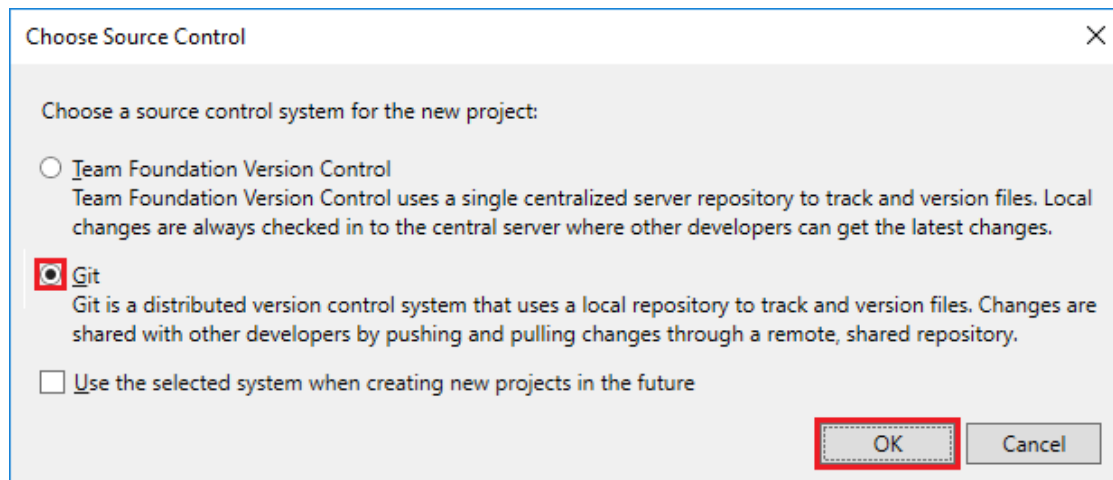 Choose Source Control
Choose a source control system for the new project:
Team Foundation Version Control
Team Foundation Version Control uses a single centralized server repository to track and version files. Local
changes are always checked in to the central server where other developers can get the latest changes.
Git
Git is a distributed version control system that uses a local repository to track and version files. Changes are
shared with other developers by pushing and pulling changes through a remote, shared repository.
Use the selected system when creating new projects in the future
OK Cancel